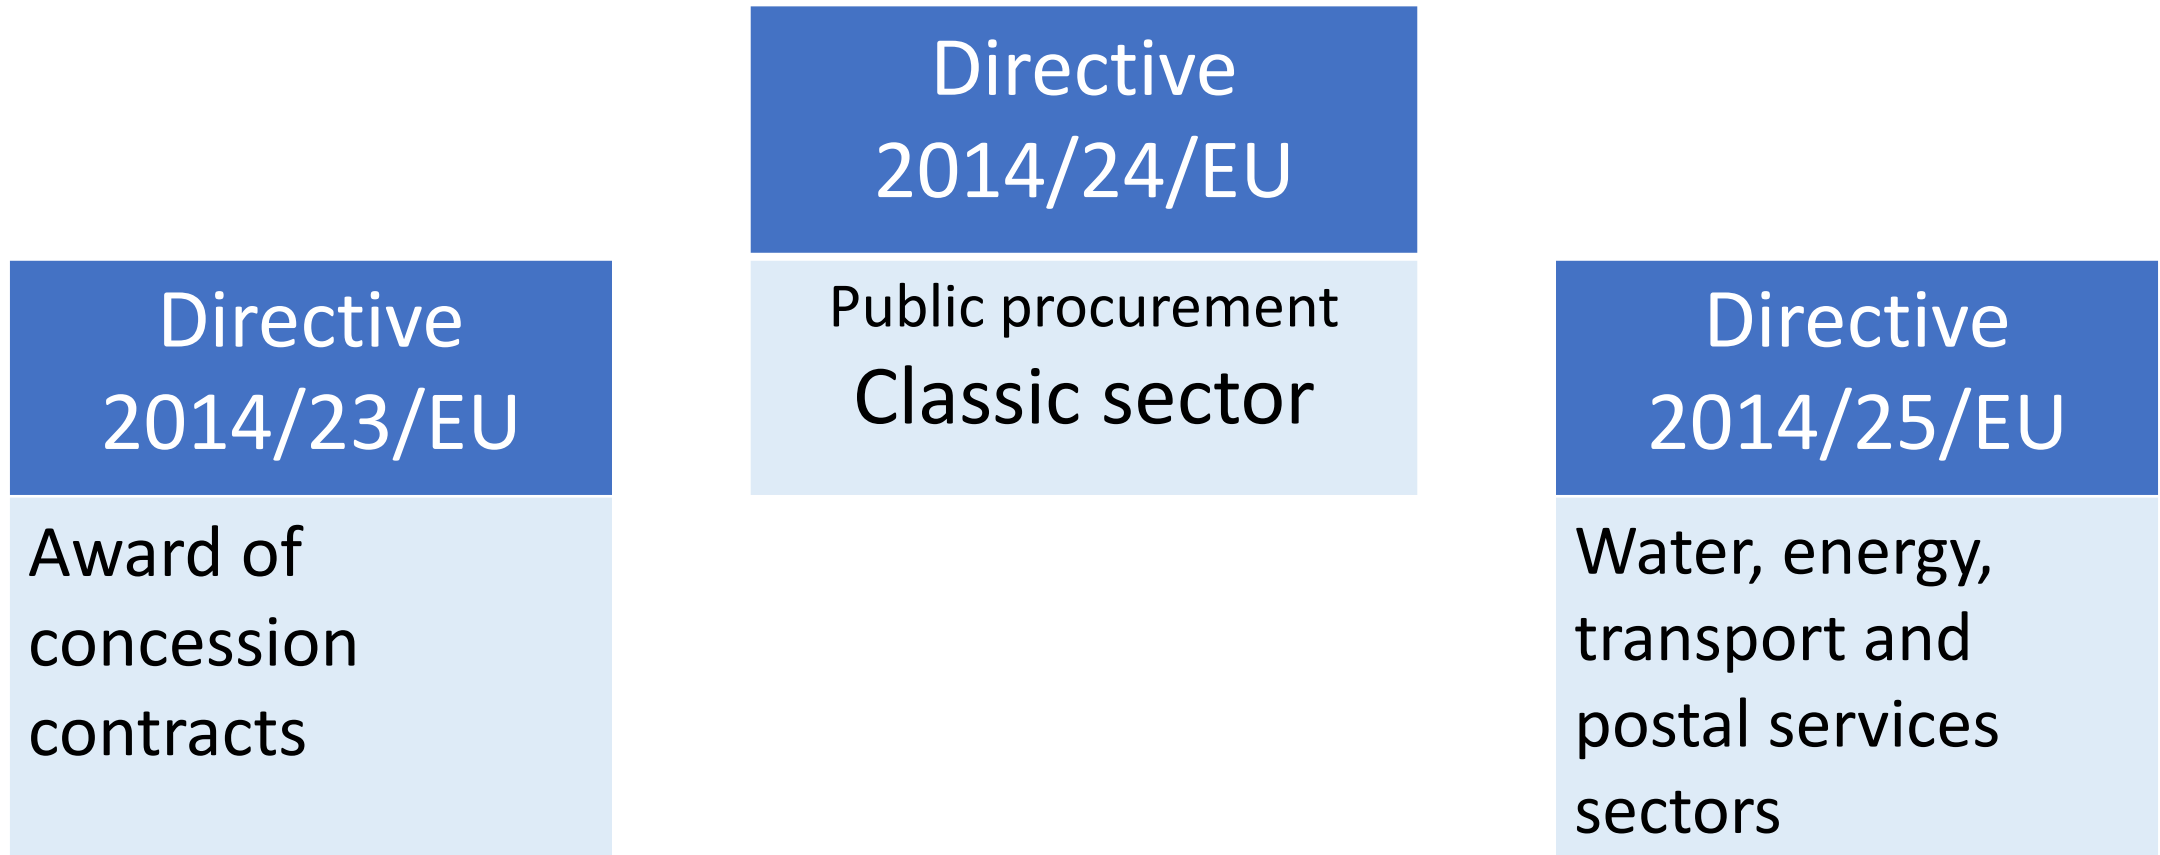 Directive
2014/24/EU
Public procurement
Classic sector
Directive
2014/23/EU
Award of
concession
contracts
Directive
2014/25/EU
Water, energy,
transport and
postal services
sectors